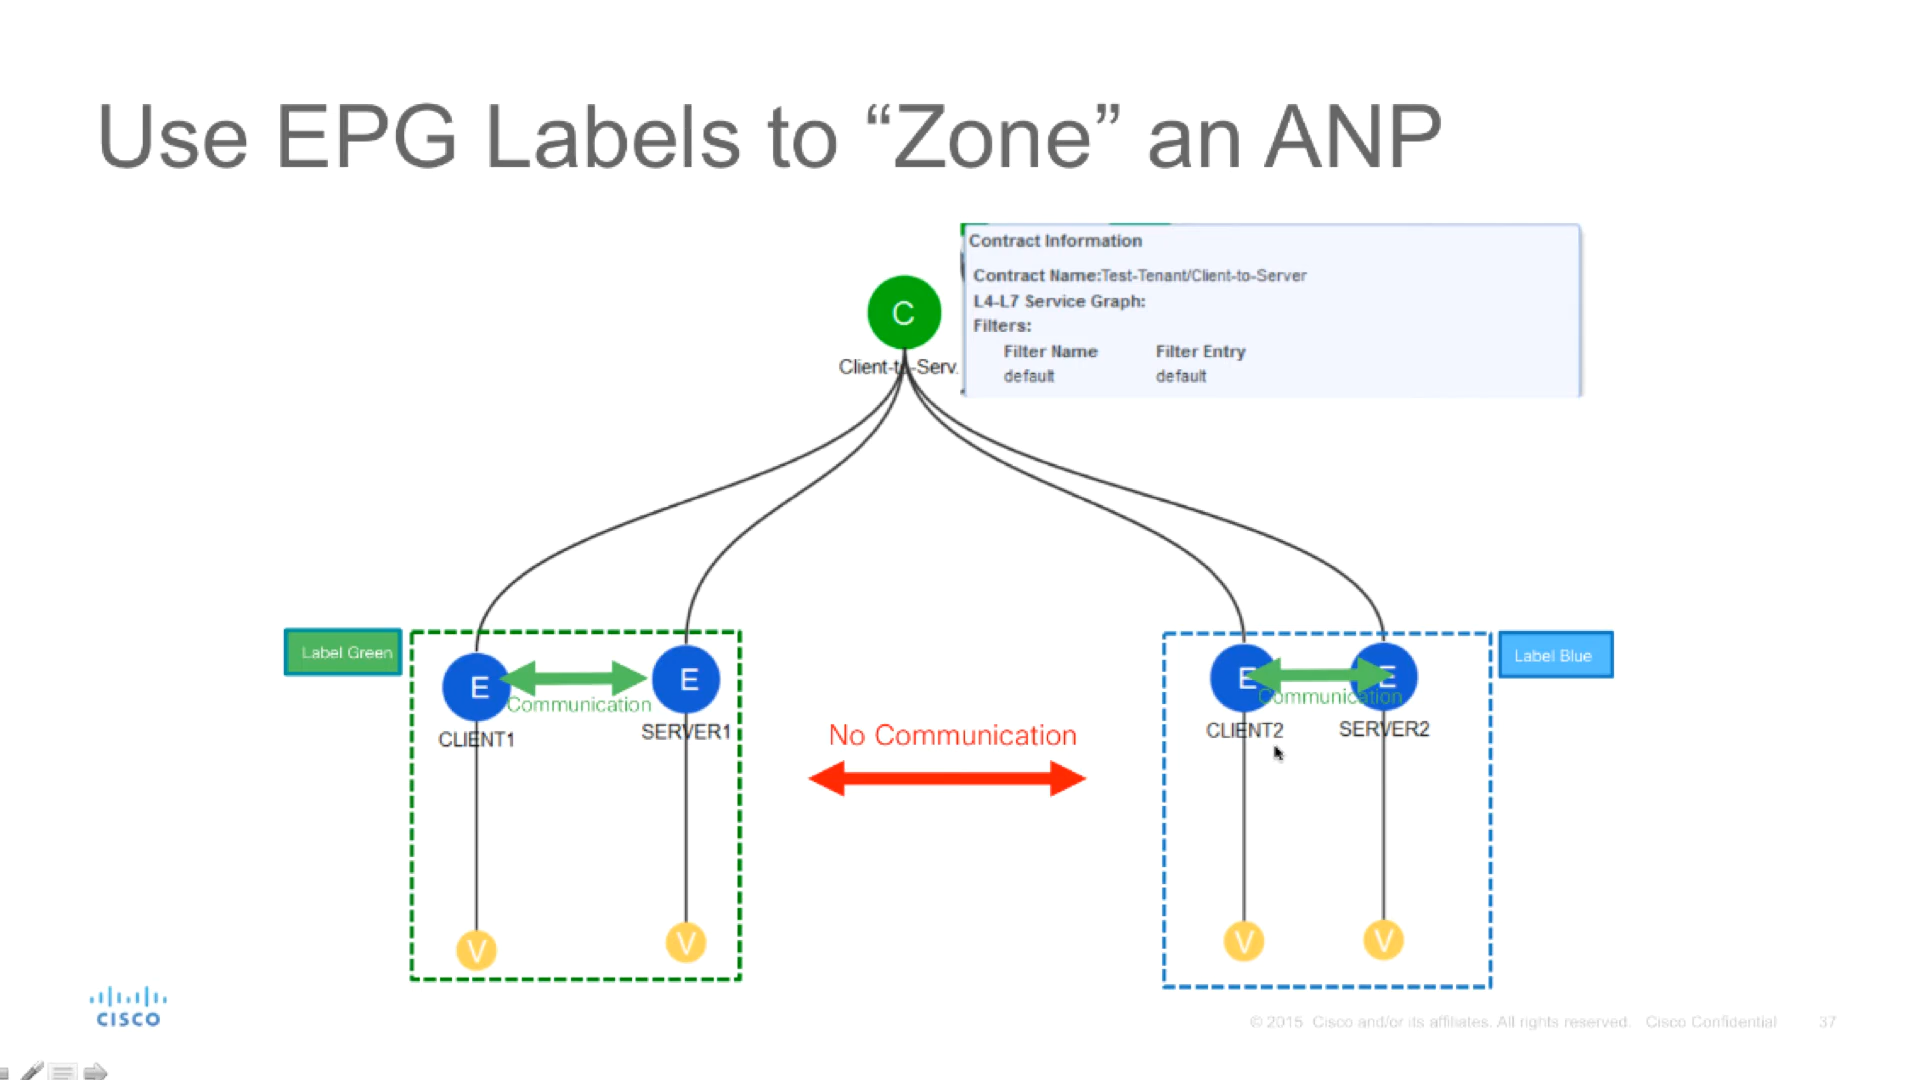 Use EPG Labels to “Zone” an ANP
Contract Information
Contract Name:Test-Tenant/Client-to-Server
L4-L7 Service Graph:
Filters:
Filter Name Filter Entry
default default
C
Client-to-Serv.
Label Green
E
Communication
E
CLIENT1
SERVER1
No Communication
E
Communication
E
CLIENT2
SERVER2
Label Blue
V
V
V
V
CISCO
© 2015 Cisco and/or its affiliates. All rights reserved. Cisco Confidential 37